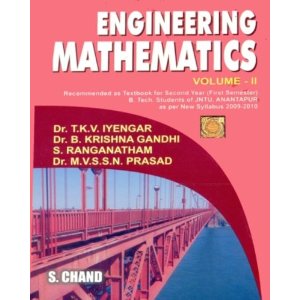 ENGINEERING
MATHEMATICS
VOLUME - II
Recommended as Textbook for Second Year (First Semester)
B. Tech. Students of JNTU, ANANTAPUR
as per New Syllabus 2009-2010
Dr. T.K.V. IYENGAR
Dr. B. KRISHNA GANDHI
S. RANGANATHAM
Dr. M.V.S.S.N. PRASAD
S. CHAND